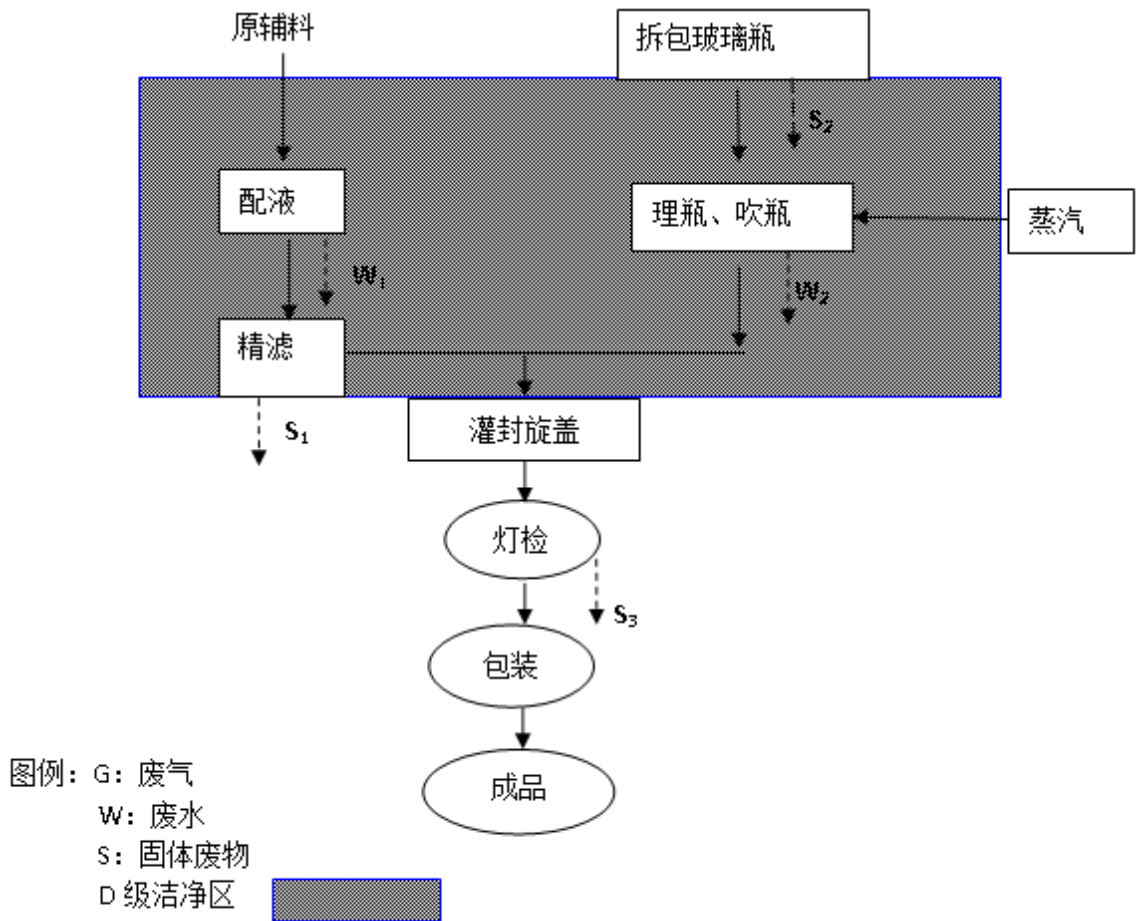 原辅料
拆包玻璃瓶
S₂
配液
理瓶、吹瓶
蒸汽
W₁
W₂
精滤
S₁
灌封旋盖
灯检
S₃
包装
成品
图例：G：废气
W：废水
S：固体废物
D 级洁净区